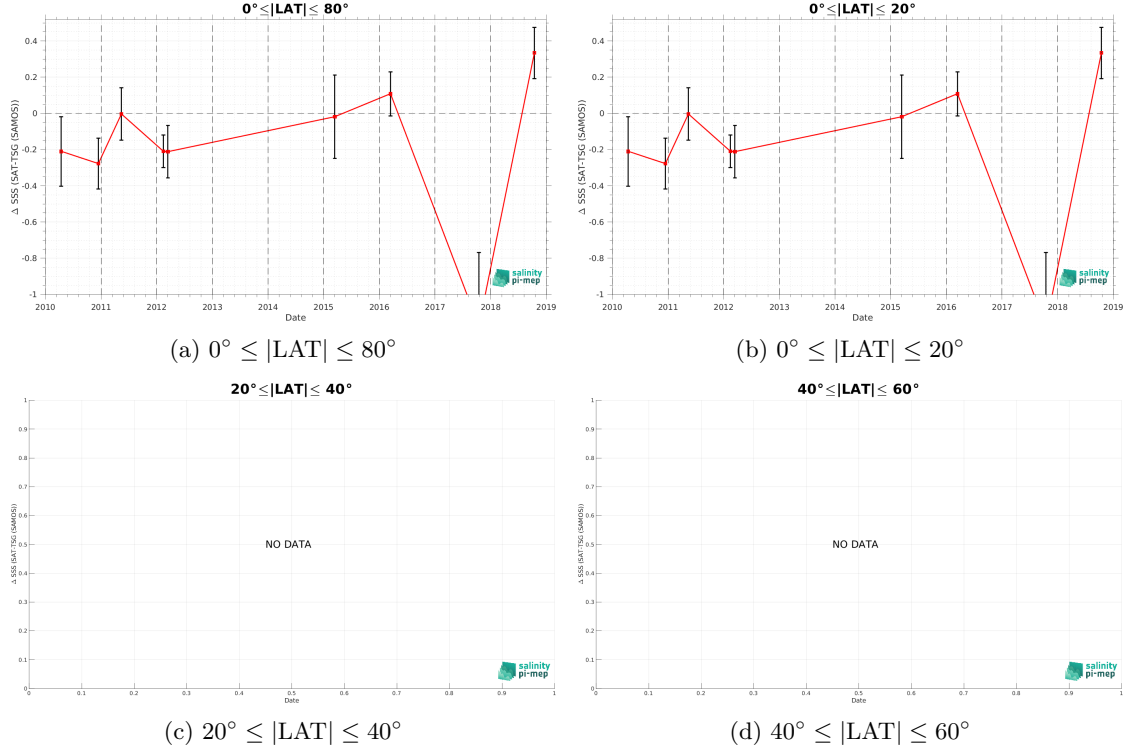 0°≤|LAT|≤ 80°
0.4
0.2
0
-0.2
-0.4
-0.6
-0.8
-1
Δ SSS (SAT-TSG (SAMOS))
2010 2011 2012 2013 2014 2015 2016 2017 2018 2019
Date
salinity
pi-mep
(a) 0° ≤ |LAT| ≤ 80°
0°≤|LAT|≤ 20°
0.4
0.2
0
-0.2
-0.4
-0.6
-0.8
-1
Δ SSS (SAT-TSG (SAMOS))
2010 2011 2012 2013 2014 2015 2016 2017 2018 2019
Date
salinity
pi-mep
(b) 0° ≤ |LAT| ≤ 20°
20°≤|LAT|≤ 40°
1
0.9
0.8
0.7
0.6
0.5
0.4
0.3
0.2
0.1
0
Δ SSS (SAT-TSG (SAMOS))
NO DATA
0 0.1 0.2 0.3 0.4 0.5 0.6 0.7 0.8 0.9 1
Date
salinity
pi-mep
(c) 20° ≤ |LAT| ≤ 40°
40°≤|LAT|≤ 60°
1
0.9
0.8
0.7
0.6
0.5
0.4
0.3
0.2
0.1
0
Δ SSS (SAT-TSG (SAMOS))
NO DATA
0 0.1 0.2 0.3 0.4 0.5 0.6 0.7 0.8 0.9 1
Date
salinity
pi-mep
(d) 40° ≤ |LAT| ≤ 60°